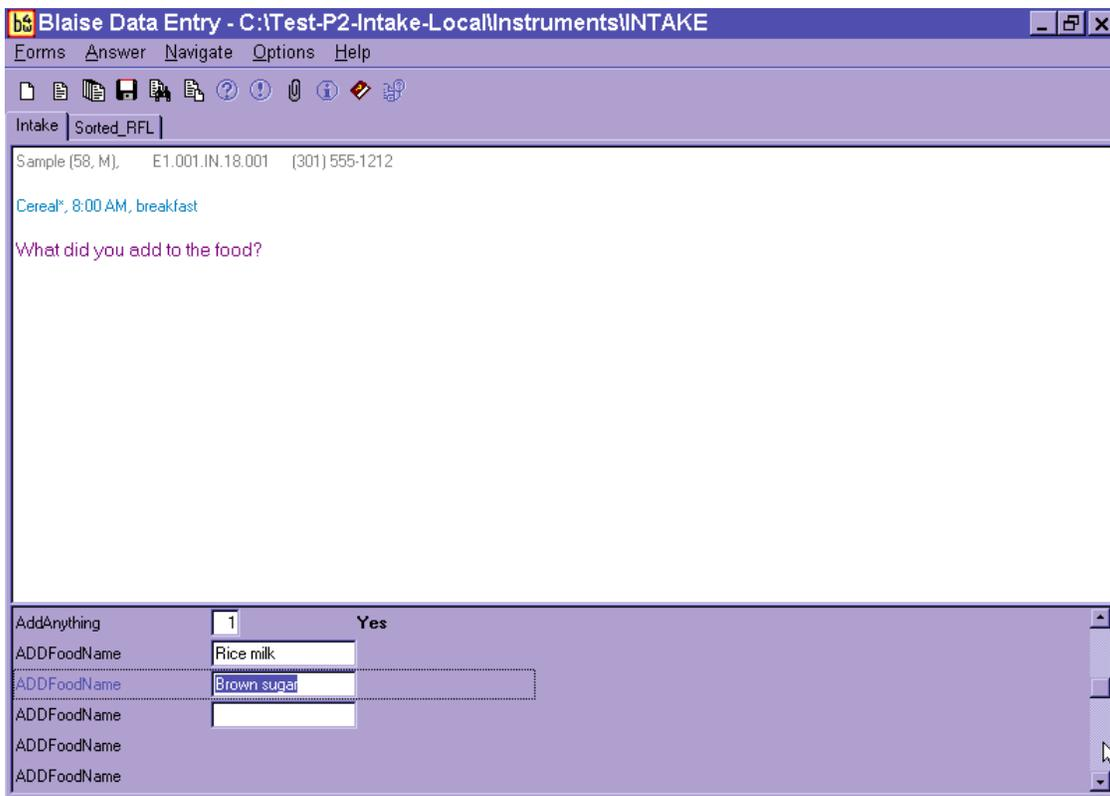 Blaise Data Entry - C:\Test-P2-Intake-Local\Instruments\INTAKE
Forms Answer Navigate Options Help
Intake Sorted_RFL
Sample (58, M), E1.001.IN.18.001 (301) 555-1212
Cereal*, 8:00 AM, breakfast
What did you add to the food?
AddAnything 1 Yes
ADDFoodName Rice milk
ADDFoodName Brown sugar
ADDFoodName
ADDFoodName
ADDFoodName